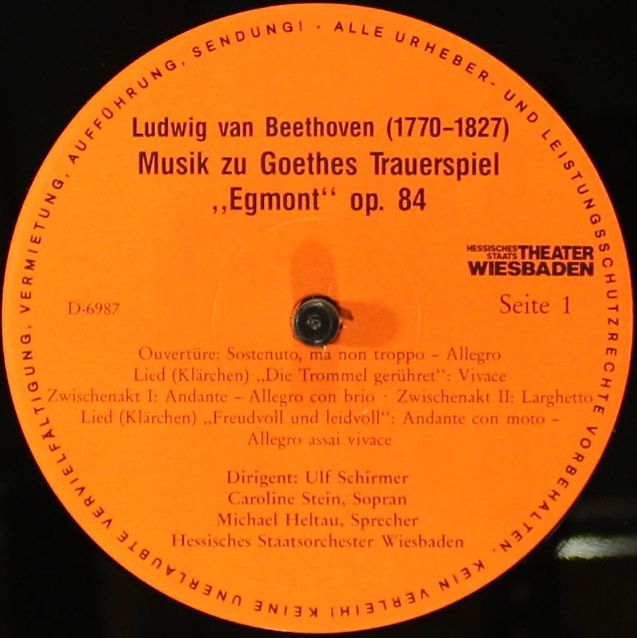 ALLE URHEBER- UND LEISTUNGSSCHUTZRECHTE VORBEHALTEN. KEIN VERLEIH! KEINE UNERLAUBTE VERVIELFÄLTIGUNG, VERMIETUNG, AUFFÜHRUNG, SENDUNG! -
Ludwig van Beethoven (1770–1827)
Musik zu Goethes Trauerspiel
„Egmont“ op. 84
HESSISCHES STAATS THEATER
WIESBADEN
D-6987
Seite 1
Ouvertüre: Sostenuto, ma non troppo – Allegro
Lied (Klärchen) „Die Trommel gerühret“: Vivace
Zwischenakt I: Andante – Allegro con brio · Zwischenakt II: Larghetto
Lied (Klärchen) „Freudvoll und leidvoll“: Andante con moto –
Allegro assai vivace
Dirigent: Ulf Schirmer
Caroline Stein, Sopran
Michael Heltau, Sprecher
Hessisches Staatsorchester Wiesbaden